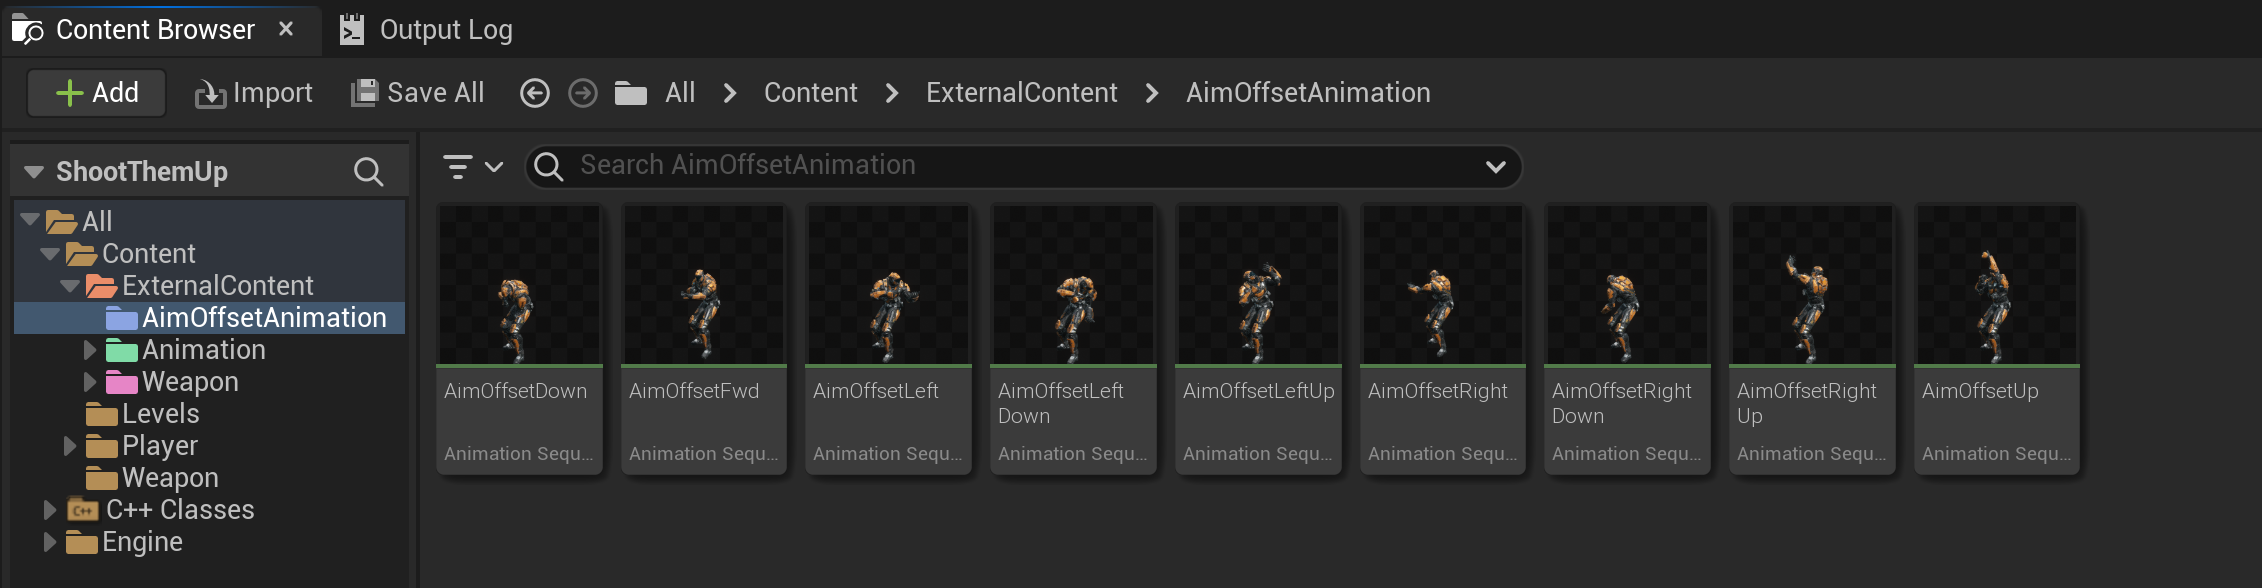 Content Browser
Output Log
Add
Import
Save All
All
Content
ExternalContent
AimOffsetAnimation
ShootThemUp
Search AimOffsetAnimation
All
Content
ExternalContent
AimOffsetAnimation
Animation
Weapon
Levels
Player
Weapon
C++
C++ Classes
Engine
AimOffsetDown
Animation Sequ...
AimOffsetFwd
Animation Sequ...
AimOffsetLeft
Animation Sequ...
AimOffsetLeft
Down
Animation Sequ...
AimOffsetLeftUp
Animation Sequ...
AimOffsetRight
Animation Sequ...
AimOffsetRight
Down
Animation Sequ...
AimOffsetRight
Up
Animation Sequ...
AimOffsetUp
Animation Sequ...